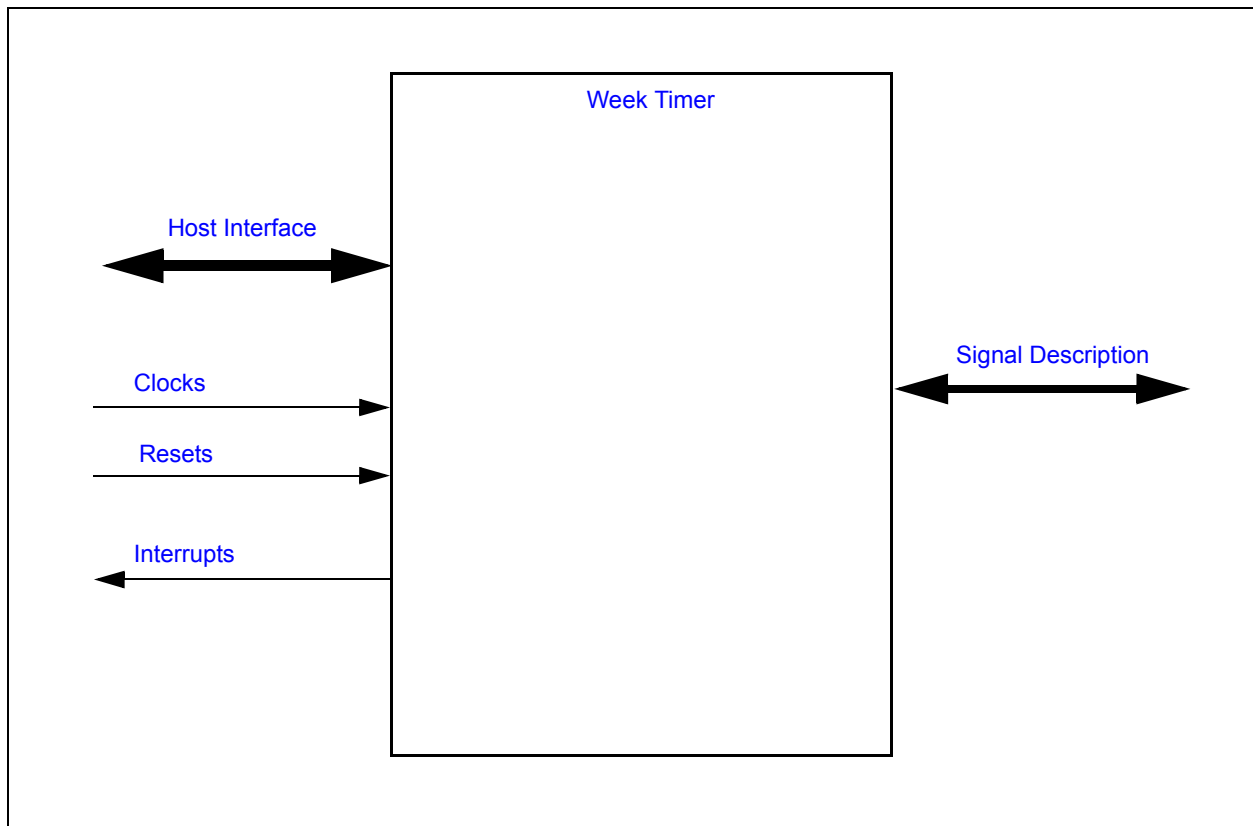 Week Timer
Host Interface
Signal Description
Clocks
Resets
Interrupts